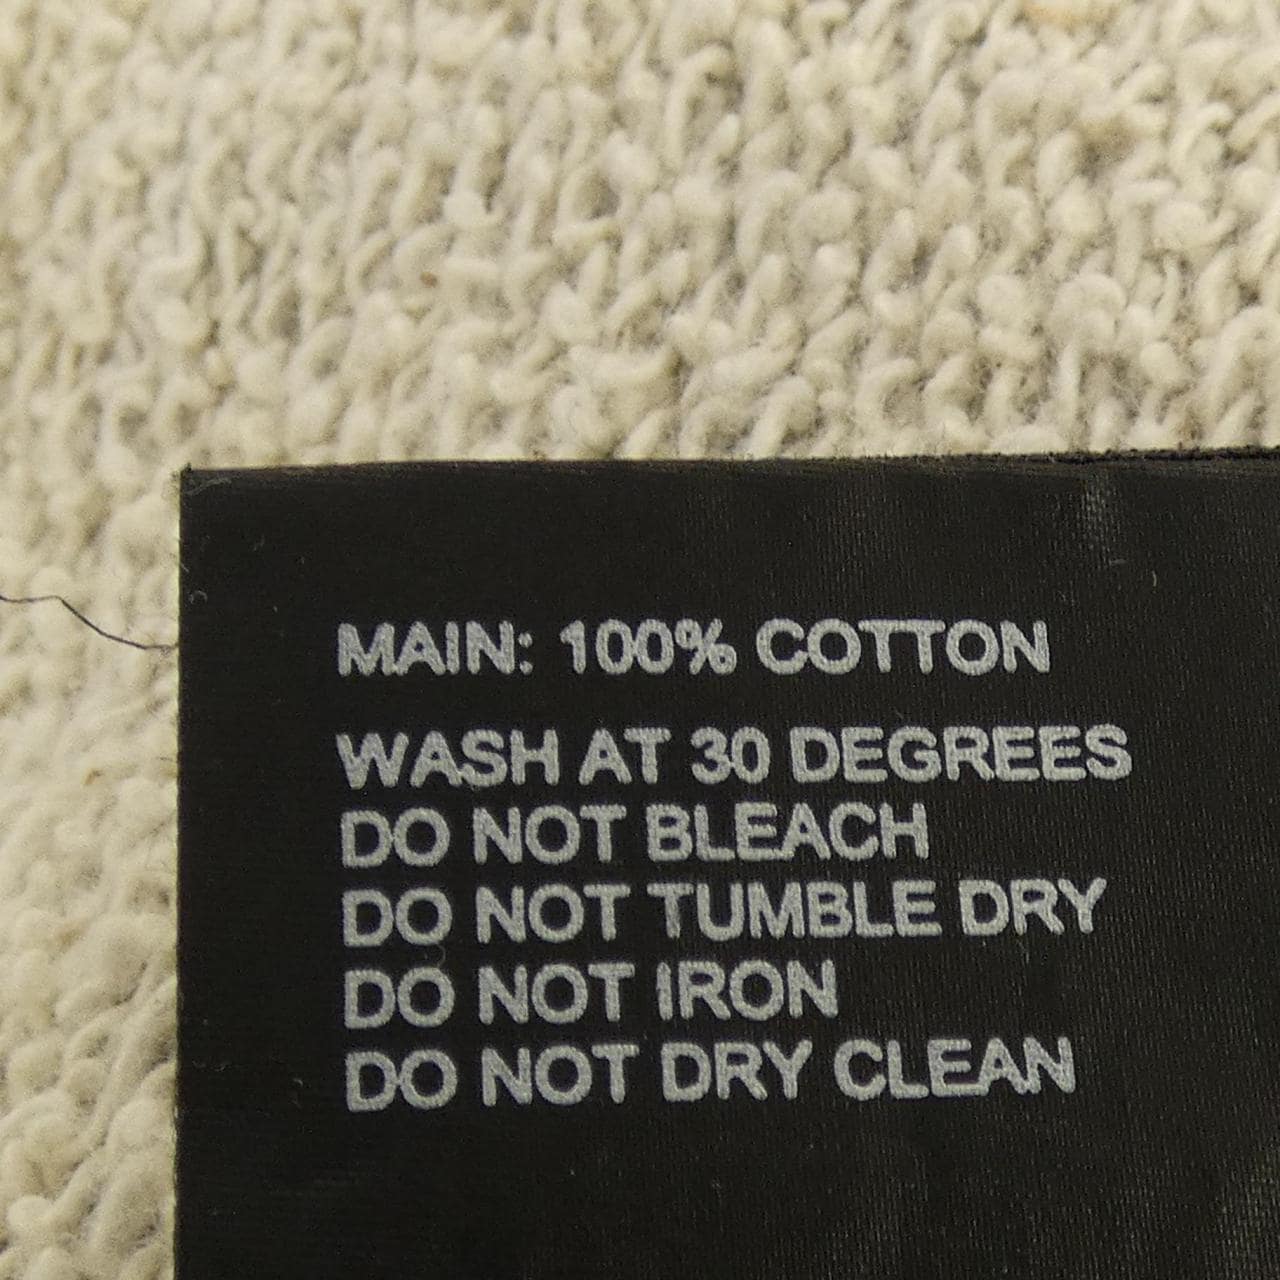 MAIN: 100% COTTON
WASH AT 30 DEGREES
DO NOT BLEACH
DO NOT TUMBLE DRY
DO NOT IRON
DO NOT DRY CLEAN